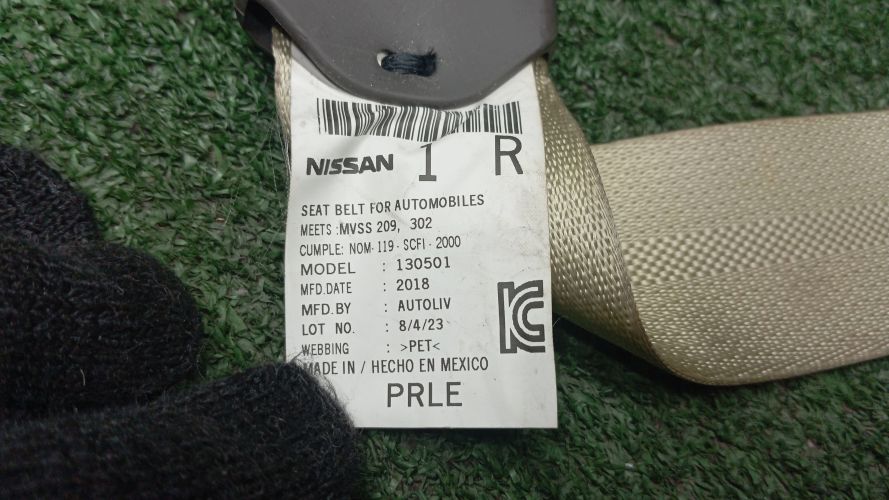 NISSAN 1 R
SEAT BELT FOR AUTOMOBILES
MEETS :MVSS 209, 302
CUMPLE: NOM-119-SCFI-2000
MODEL : 130501
MFD.DATE : 2018
MFD.BY : AUTOLIV
LOT NO. : 8/4/23
WEBBING : >PET<
MADE IN / HECHO EN MEXICO
PRLE